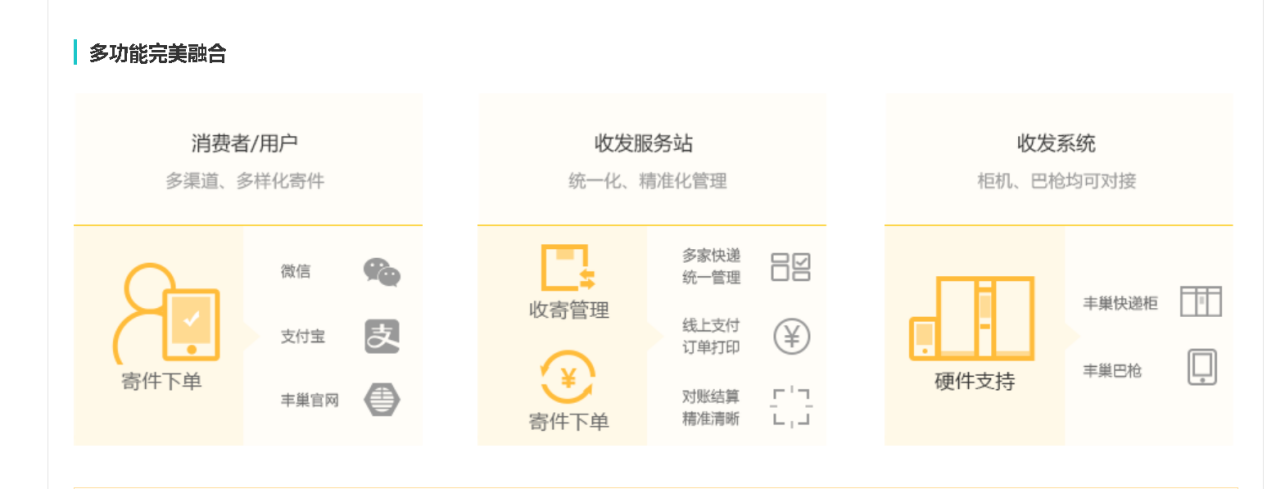 多功能完美融合
消费者/用户
多渠道、多样化寄件
寄件下单
微信
支付宝
丰巢官网
收发服务站
统一化、精准化管理
收寄管理
寄件下单
多家快递
统一管理
线上支付
订单打印
对账结算
精准清晰
收发系统
柜机、巴枪均可对接
硬件支持
丰巢快递柜
丰巢巴枪